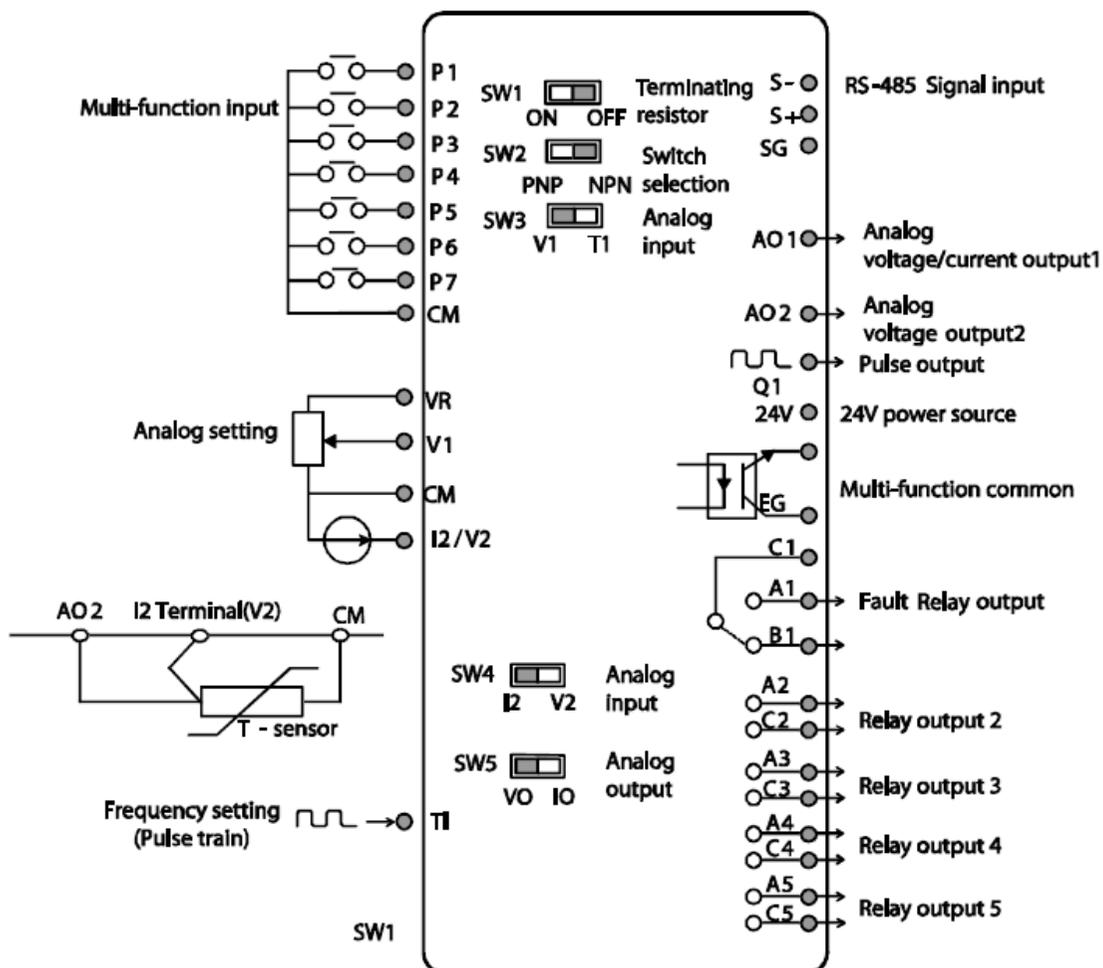 Multi-function input
P1
P2
P3
P4
P5
P6
P7
CM
SW1
ON OFF
Terminating
resistor
SW2
PNP NPN
Switch
selection
SW3
V1 T1
Analog
input
S-
S+
SG
RS-485 Signal input
AO1
Analog
voltage/current output1
AO2
Analog
voltage output2
Q1
Pulse output
24V
24V power source
EG
Multi-function common
Analog setting
VR
V1
CM
I2/V2
C1
A1
B1
Fault Relay output
AO2
I2 Terminal(V2)
CM
T - sensor
SW4
I2 V2
Analog
input
SW5
VO IO
Analog
output
A2
C2
Relay output 2
A3
C3
Relay output 3
A4
C4
Relay output 4
A5
C5
Relay output 5
Frequency setting
(Pulse train)
TI
SW1